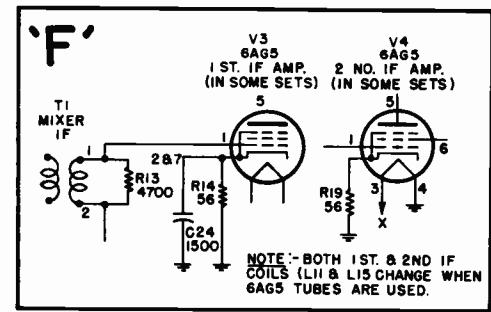 'F'
V3
6AG5
1 ST. IF AMP.
(IN SOME SETS)
V4
6AG5
2 NO. IF AMP.
(IN SOME SETS)
T1
MIXER
IF
1
2
R13
4700
1
5
2&7
R14
56
C24
1500
5
1
6
R19
56
3
4
X
NOTE:-BOTH 1ST. & 2ND IF
COILS (L11 & L15 CHANGE WHEN
6AG5 TUBES ARE USED.